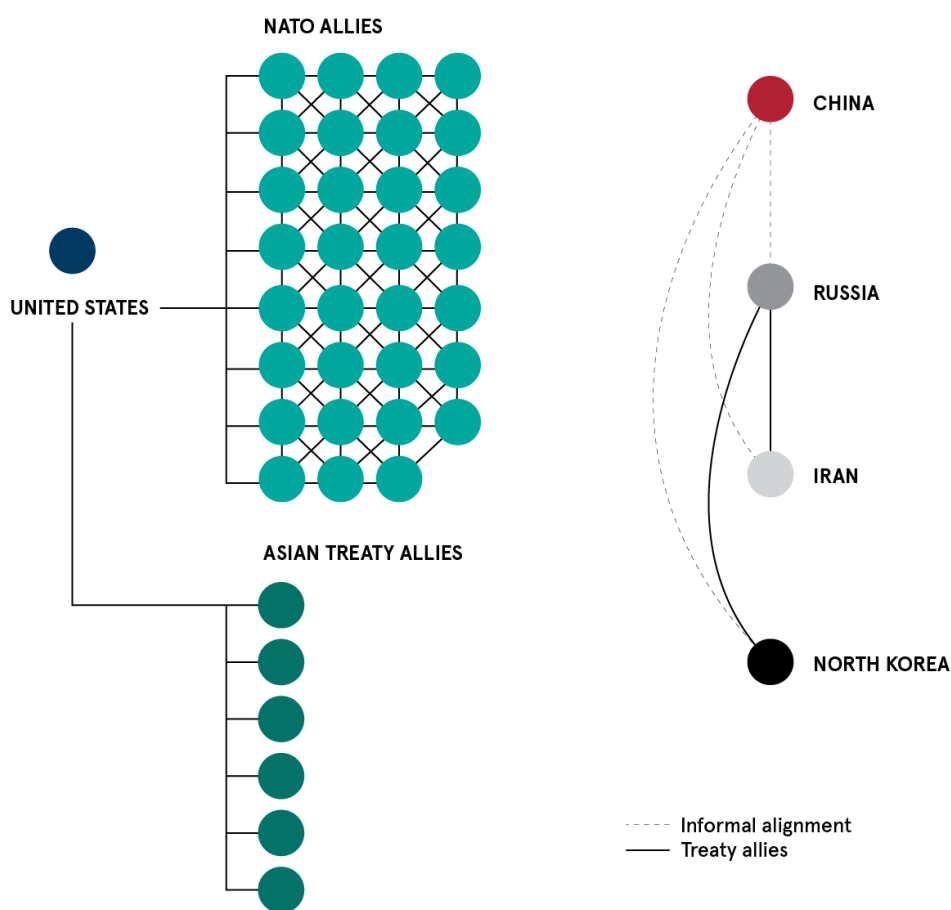 NATO ALLIES
UNITED STATES
ASIAN TREATY ALLIES
CHINA
RUSSIA
IRAN
NORTH KOREA
Informal alignment
Treaty allies